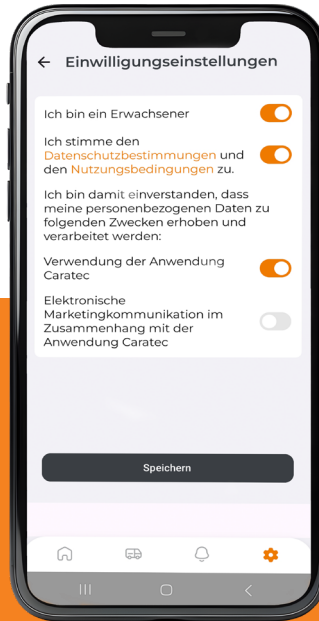 Einwilligungseinstellungen
Ich bin ein Erwachsener
Ich stimme den
Datenschutzbestimmungen und
den Nutzungsbedingungen zu.
Ich bin damit einverstanden, dass
meine personenbezogenen Daten zu
folgenden Zwecken erhoben und
verarbeitet werden:
Verwendung der Anwendung
Caratec
Elektronische
Marketingkommunikation im
Zusammenhang mit der
Anwendung Caratec
Speichern